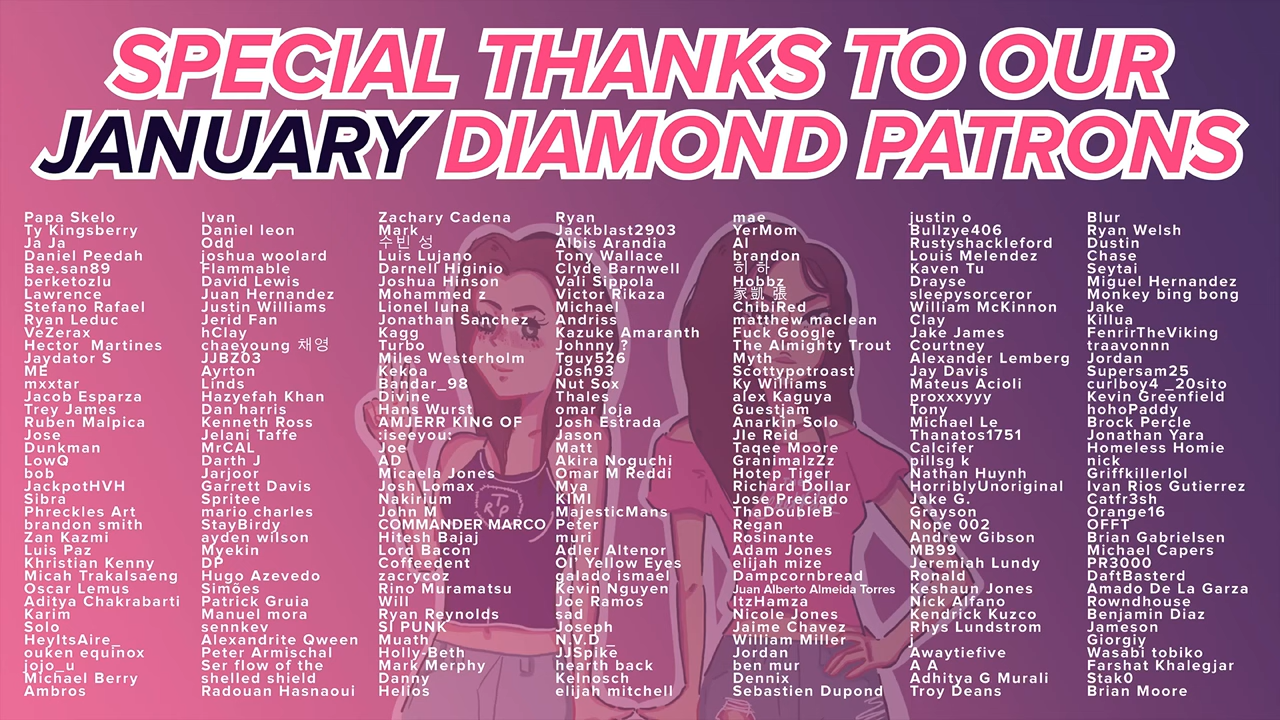 SPECIAL THANKS TO OUR
JANUARY DIAMOND PATRONS
Papa Skelo
Ty Kingsberry
Ja Ja
Daniel Peedah
Bae.san89
berketozlu
Lawrence
Stefano Rafael
Ryan Leduc
VeZerax
Hector  Martines
Jaydator S
ME
mxxtar
Jacob Esparza
Trey James
Ruben Malpica
Jose
Dunkman
LowQ
bob
JackpotHVH
Sibra
Phreckles Art
brandon smith
Zan Kazmi
Luis Paz
Khristian Kenny
Micah Trakalsaeng
Oscar Lemus
Aditya Chakrabarti
Karim
Solo
HeyItsAire_
ouken equinox
jojo_u
Michael Berry
Ambros
Ivan
Daniel leon
Odd
joshua woolard
Flammable
David Lewis
Juan Hernandez
Justin Williams
Jerid Fan
hClay
chaeyoung 채영
JJBZ03
Ayrton
Linds
Hazyefah Khan
Dan harris
Kenneth Ross
Jelani Taffe
MrCAL
Darth J
Jarjoor
Garrett Davis
Spritee
mario charles
StayBirdy
ayden wilson
Myekin
DP
Hugo Azevedo
Simões
Patrick Gruia
Manuel mora
sennkev
Alexandrite Qween
Peter Armischal
Ser flow of the
shelled shield
Radouan Hasnaoui
Zachary Cadena
Mark
수빈 성
Luis Lujano
Darnell Higinio
Joshua Hinson
Mohammed z
Lionel luna
Jonathan Sanchez
Kagg
Turbo
Miles Westerholm
Kekoa
Bandar_98
Divine
Hans Wurst
AMJERR KING OF
:iseeyou:
Joe
AD
Micaela Jones
Josh Lomax
Nakirium
John M
COMMANDER MARCO
Hitesh Bajaj
Lord Bacon
Coffeedent
zacrycoz
Rino Muramatsu
Will
Ryan Reynolds
SI PUNK
Muath
Holly-Beth
Mark Merphy
Danny
Helios
Ryan
Jackblast2903
Albis Arandia
Tony Wallace
Clyde Barnwell
Vali Sippola
Victor Rikaza
Michael
Andriss
Kazuke Amaranth
Johnny ?
Tguy526
Josh93
Nut Sox
Thales
omar loja
Josh Estrada
Jason
Matt
Akira Noguchi
Omar M Reddi
Mya
KIMI
MajesticMans
Peter
muri
Adler Altenor
Ol' Yellow Eyes
galado ismael
Kevin Nguyen
Joe Ramos
sad
Joseph
N.V.D_
JJSpike
hearth back
Kelnosch
elijah mitchell
mae
YerMom
Al
brandon
히 하
Hobbz
家凱 張
ChibiRed
matthew maclean
Fuck Google
The Almighty Trout
Myth
Scottypotroast
Ky Williams
alex Kaguya
Guestjam
Anarkin Solo
Jle Reid
Taqee Moore
GranimalzZz
Hotep Tiger
Richard Dollar
Jose Preciado
ThaDoubleB
Regan
Rosinante
Adam Jones
elijah mize
Dampcornbread
Juan Alberto Almeida Torres
ItzHamza
Nicole Jones
Jaime Chavez
William Miller
Jordan
ben mur
Dennix
Sebastien Dupond
justin o
Bullzye406
Rustyshackleford
Louis Melendez
Kaven Tu
Drayse
sleepysorceror
William McKinnon
Clay
Jake James
Courtney
Alexander Lemberg
Jay Davis
Mateus Acioli
proxxxyyy
Tony
Michael Le
Thanatos1751
Calcifer
pillsg k
Nathan Huynh
HorriblyUnoriginal
Jake G.
Grayson
Nope 002
Andrew Gibson
MB99
Jeremiah Lundy
Ronald
Keshaun Jones
Nick Alfano
Kendrick Kuzco
Rhys Lundstrom
_
Awaytiefive
A A
Adhitya G Murali
Troy Deans
Blur
Ryan Welsh
Dustin
Chase
Seytai
Miguel Hernandez
Monkey bing bong
Jake
Killua
FenrirTheViking
traavonnn
Jordan
Supersam25
curlboy4 _20sito
Kevin Greenfield
hohoPaddy
Brock Percle
Jonathan Yara
Homeless Homie
nick
Griffkillerlol
Ivan Rios Gutierrez
Catfr3sh
Orange16
OFFT
Brian Gabrielsen
Michael Capers
PR3000
DaftBasterd
Amado De La Garza
Rowndhouse
Benjamin Diaz
Jameson
Giorgiy
Wasabi tobiko
Farshat Khalegjar
Stak0
Brian Moore
TRP